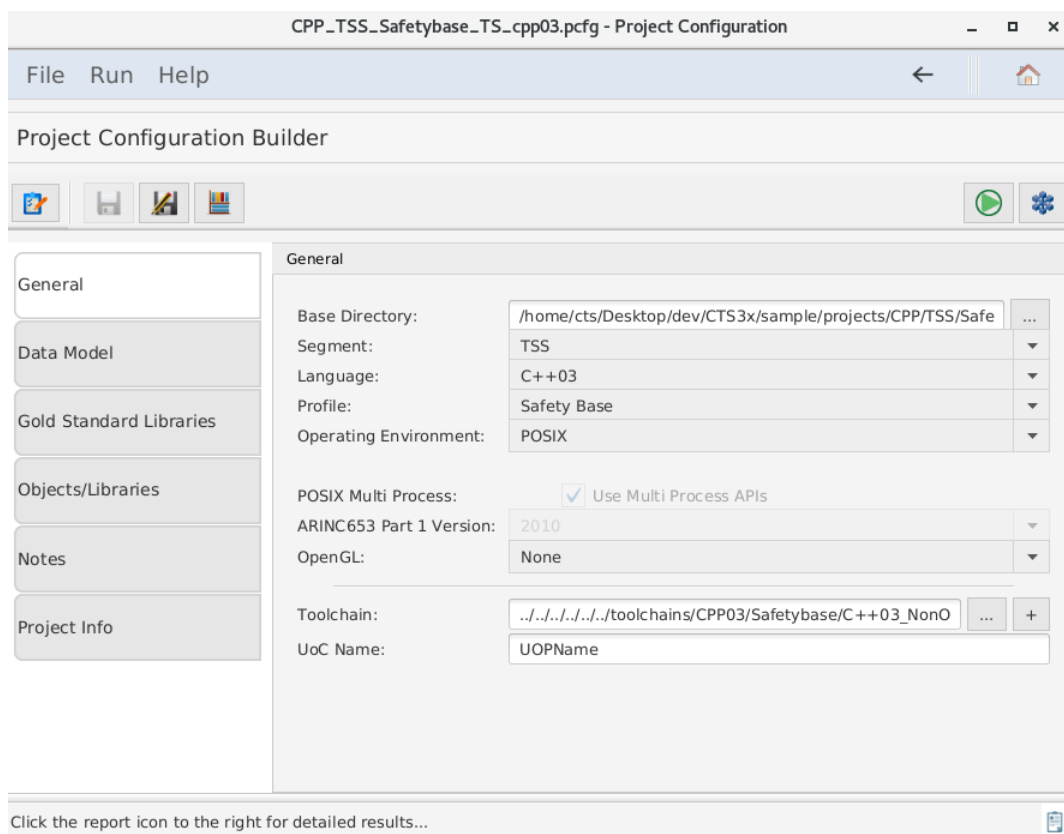 CPP_TSS_Safetybase_TS_cpp03.pcfg - Project Configuration
File Run Help
Project Configuration Builder
General
Data Model
Gold Standard Libraries
Objects/Libraries
Notes
Project Info
General
Base Directory: /home/cts/Desktop/dev/CTS3x/sample/projects/CPP/TSS/Safe ...
Segment: TSS
Language: C++03
Profile: Safety Base
Operating Environment: POSIX
POSIX Multi Process: Use Multi Process APIs
ARINC653 Part 1 Version: 2010
OpenGL: None
Toolchain: ../../../../../../toolchains/CPP03/Safetybase/C++03_NonO ... +
UoC Name: UOPName
Click the report icon to the right for detailed results...